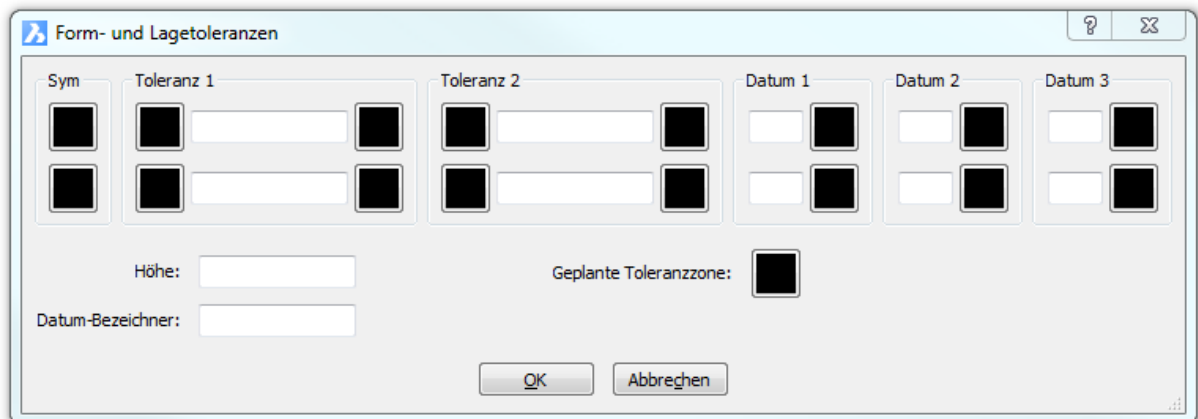 Form- und Lagetoleranzen
Sym Toleranz 1 Toleranz 2 Datum 1 Datum 2 Datum 3
Höhe: Geplante Toleranzzone:
Datum-Bezeichner:
OK Abbrechen